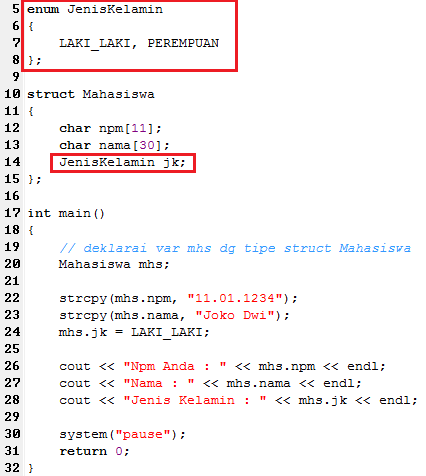 5 enum JenisKelamin
6 {
7     LAKI_LAKI, PEREMPUAN
8 };
9
10 struct Mahasiswa
11 {
12     char npm[11];
13     char nama[30];
14     JenisKelamin jk;
15 };
16
17 int main()
18 {
19     // deklarai var mhs dg tipe struct Mahasiswa
20     Mahasiswa mhs;
21
22     strcpy(mhs.npm, "11.01.1234");
23     strcpy(mhs.nama, "Joko Dwi");
24     mhs.jk = LAKI_LAKI;
25
26     cout << "Npm Anda : " << mhs.npm << endl;
27     cout << "Nama : " << mhs.nama << endl;
28     cout << "Jenis Kelamin : " << mhs.jk << endl;
29
30     system("pause");
31     return 0;
32 }